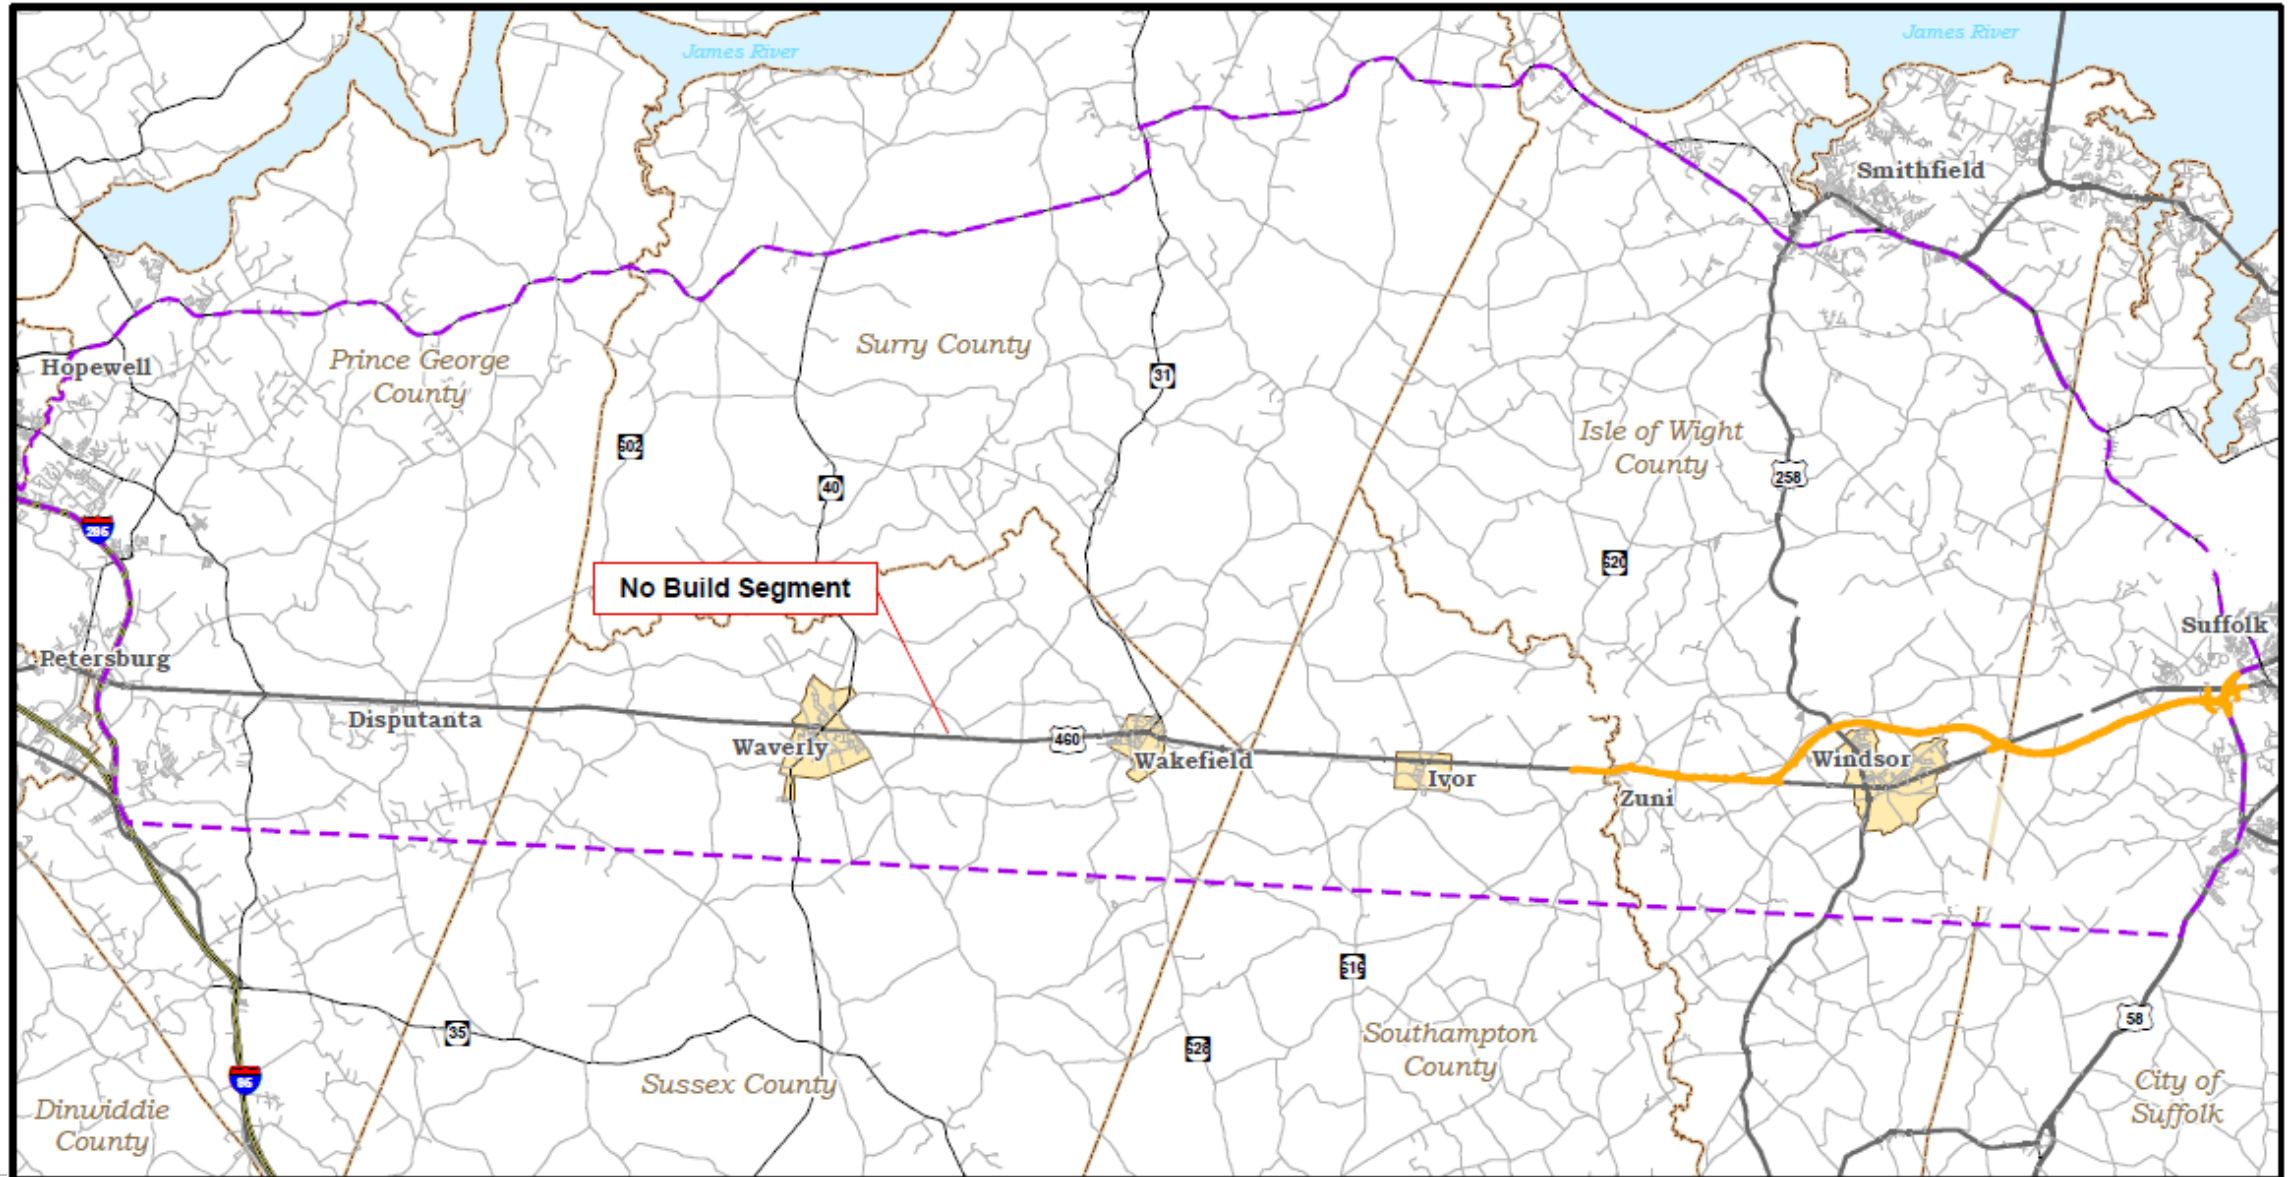 James River
James River
Smithfield
Hopewell
Prince George
County
Surry County
31
Isle of Wight
County
602
40
258
295
620
No Build Segment
Suffolk
Petersburg
Disputanta
Waverly
460
Wakefield
Ivor
Windsor
Zuni
616
35
628
Southampton
County
58
Sussex County
Dinwiddie
County
City of
Suffolk